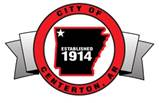 CITY OF
ESTABLISHED
1914
CENTERTON, AR